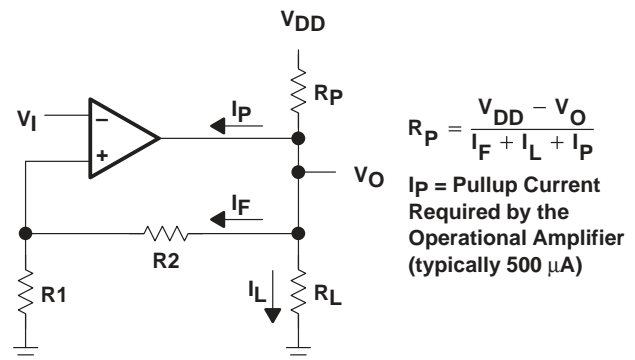 VDD
RP
VI
−
+
IP
VO
IF
R2
R1
IL
RL
RP = VDD − VO
IF + IL + IP
IP = Pullup Current
Required by the
Operational Amplifier
(typically 500 μA)